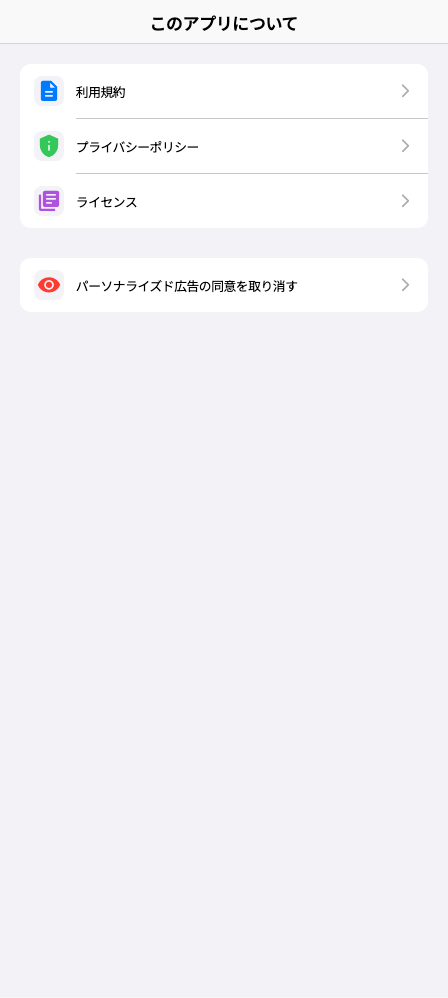 このアプリについて
利用規約
プライバシーポリシー
ライセンス
パーソナライズド広告の同意を取り消す